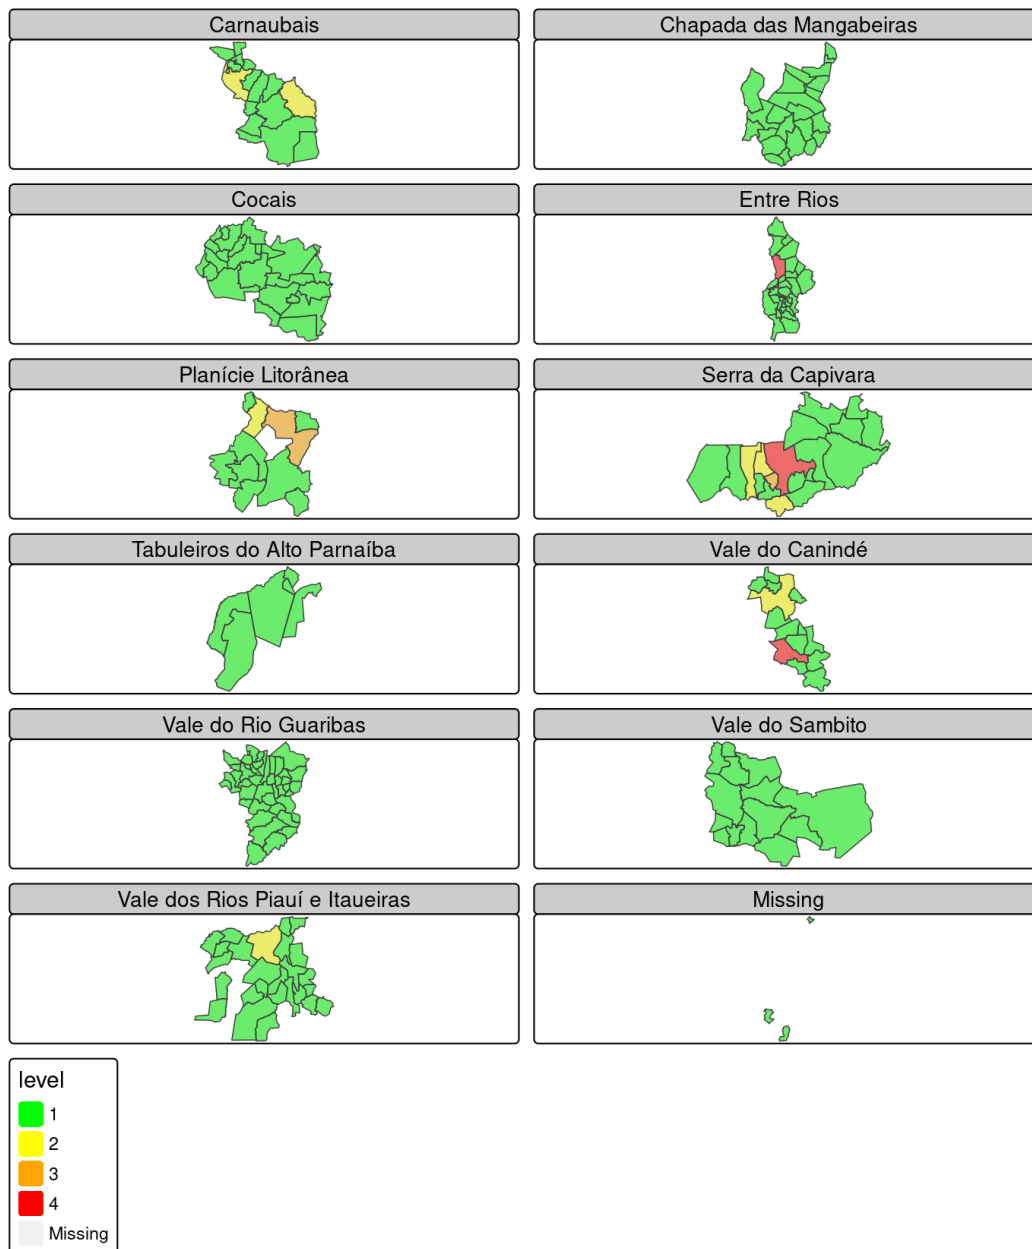 Carnaubais
Chapada das Mangabeiras
Cocais
Entre Rios
Planície Litorânea
Serra da Capivara
Tabuleiros do Alto Parnaíba
Vale do Canindé
Vale do Rio Guaribas
Vale do Sambito
Vale dos Rios Piauí e Itaueiras
Missing
level
1
2
3
4
Missing